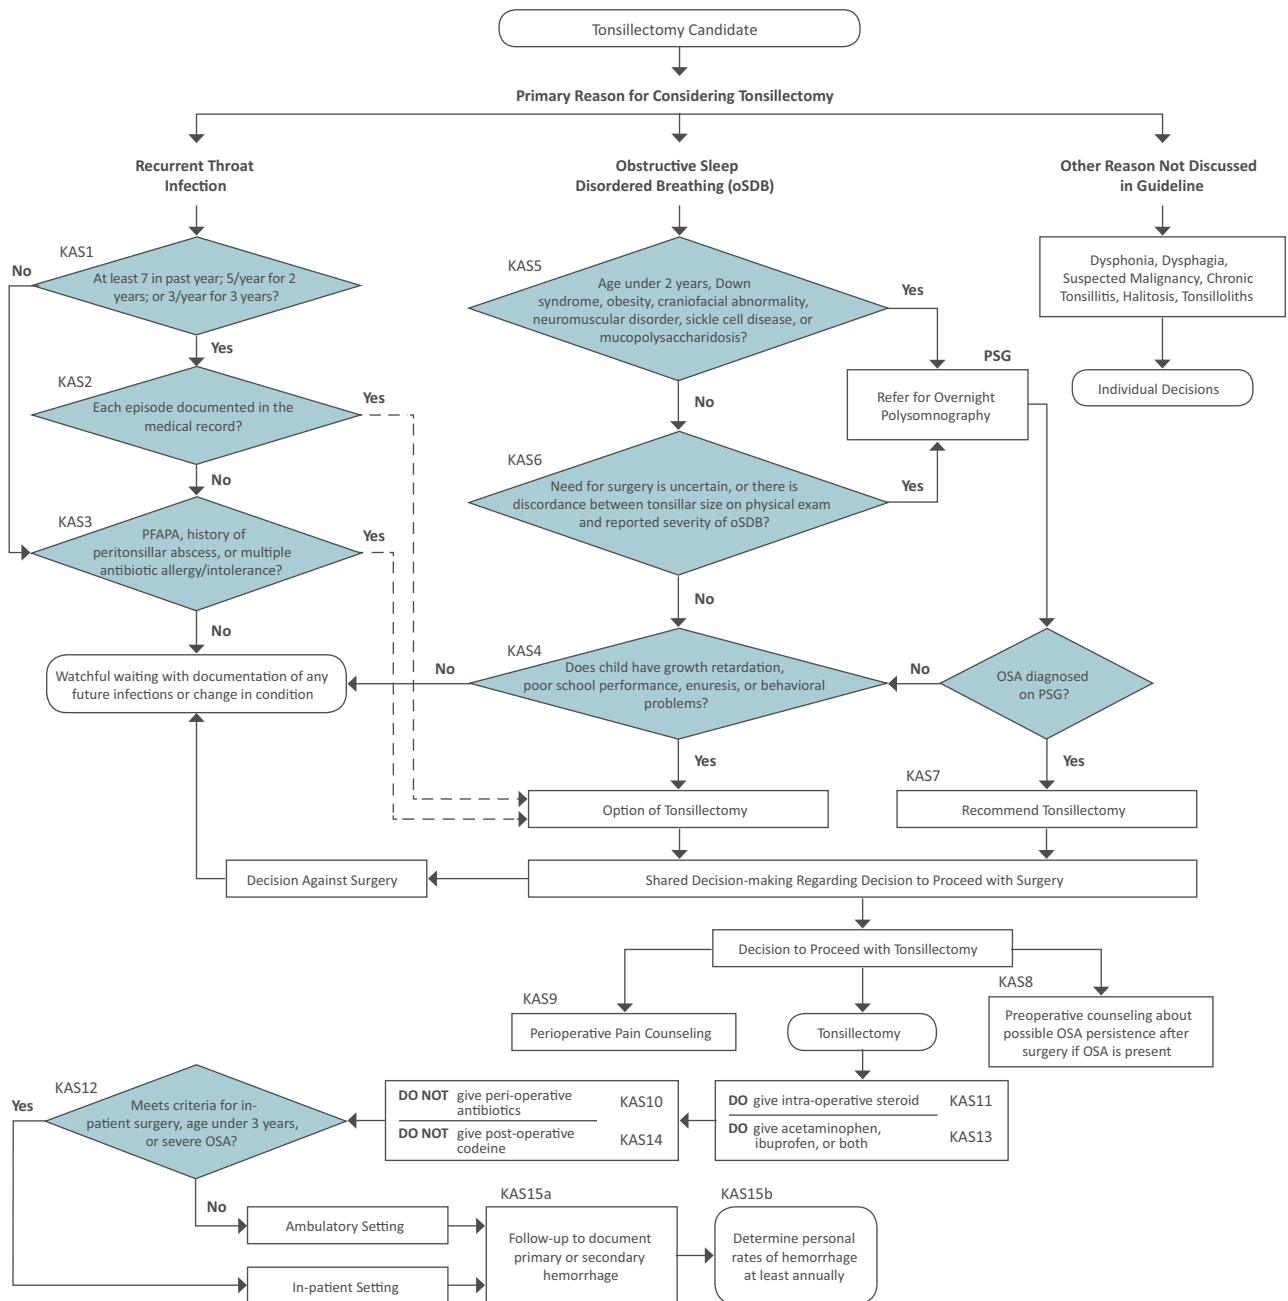 Tonsillectomy Candidate
Primary Reason for Considering Tonsillectomy
Recurrent Throat
Infection
Obstructive Sleep
Disordered Breathing (oSDB)
Other Reason Not Discussed
in Guideline
KAS1
No
At least 7 in past year; 5/year for 2
years; or 3/year for 3 years?
Yes
KAS5
Age under 2 years, Down
syndrome, obesity, craniofacial abnormality,
neuromuscular disorder, sickle cell disease, or
mucopolysaccharidosis?
Yes
No
Dysphonia, Dysphagia,
Suspected Malignancy, Chronic
Tonsillitis, Halitosis, Tonsilloliths
Individual Decisions
PSG
Refer for Overnight
Polysomnography
KAS2
Each episode documented in the
medical record?
Yes
No
KAS6
Need for surgery is uncertain, or there is
discordance between tonsillar size on physical exam
and reported severity of oSDB?
Yes
No
KAS3
PFAPA, history of
peritonsillar abscess, or multiple
antibiotic allergy/intolerance?
Yes
No
Watchful waiting with documentation of any
future infections or change in condition
No
KAS4
Does child have growth retardation,
poor school performance, enuresis, or behavioral
problems?
Yes
No
OSA diagnosed
on PSG?
Yes
Option of Tonsillectomy
KAS7
Recommend Tonsillectomy
Decision Against Surgery
Shared Decision-making Regarding Decision to Proceed with Surgery
Decision to Proceed with Tonsillectomy
KAS9
Perioperative Pain Counseling
Tonsillectomy
KAS8
Preoperative counseling about
possible OSA persistence after
surgery if OSA is present
KAS12
Yes
Meets criteria for in-
patient surgery, age under 3 years,
or severe OSA?
No
DO NOT give peri-operative
antibiotics
KAS10
DO NOT give post-operative
codeine
KAS14
DO give intra-operative steroid
KAS11
DO give acetaminophen,
ibuprofen, or both
KAS13
Ambulatory Setting
In-patient Setting
KAS15a
Follow-up to document
primary or secondary
hemorrhage
KAS15b
Determine personal
rates of hemorrhage
at least annually